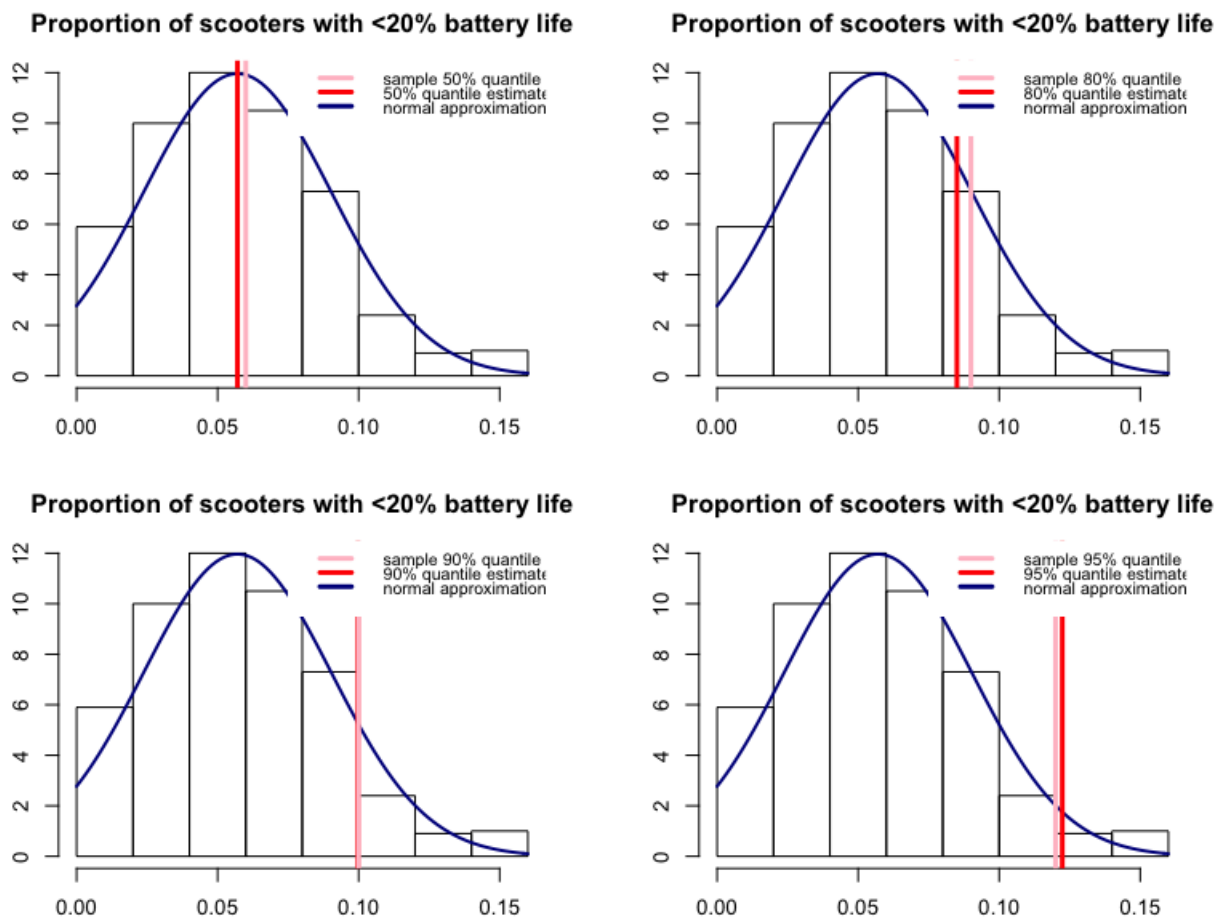 Proportion of scooters with <20% battery life
sample 50% quantile
50% quantile estimate
normal approximation
12
10
8
6
4
2
0
0.00 0.05 0.10 0.15
Proportion of scooters with <20% battery life
sample 80% quantile
80% quantile estimate
normal approximation
12
10
8
6
4
2
0
0.00 0.05 0.10 0.15
Proportion of scooters with <20% battery life
sample 90% quantile
90% quantile estimate
normal approximation
12
10
8
6
4
2
0
0.00 0.05 0.10 0.15
Proportion of scooters with <20% battery life
sample 95% quantile
95% quantile estimate
normal approximation
12
10
8
6
4
2
0
0.00 0.05 0.10 0.15